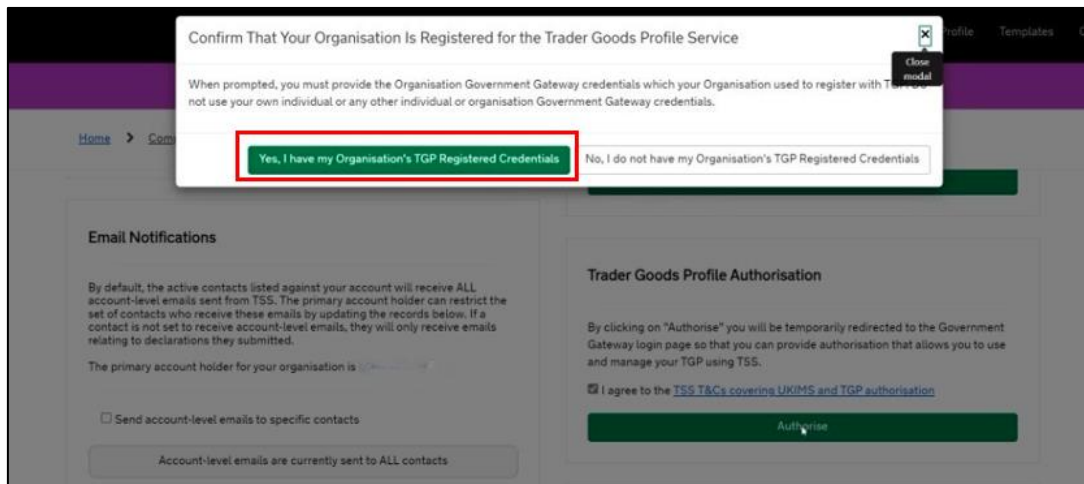 Confirm That Your Organisation Is Registered for the Trader Goods Profile Service
Profile
Templates
Close
modal
When prompted, you must provide the Organisation Government Gateway credentials which your Organisation used to register with
not use your own individual or any other individual or organisation Government Gateway credentials.
Home > Com
Yes, I have my Organisation's TGP Registered Credentials
No, I do not have my Organisation's TGP Registered Credentials
Email Notifications
By default, the active contacts listed against your account will receive ALL
account-level emails sent from TSS. The primary account holder can restrict the
set of contacts who receive these emails by updating the records below. If a
contact is not set to receive account-level emails, they will only receive emails
relating to declarations they submitted.
The primary account holder for your organisation is
Send account-level emails to specific contacts
Account-level emails are currently sent to ALL contacts
Trader Goods Profile Authorisation
By clicking on "Authorise" you will be temporarily redirected to the Government
Gateway login page so that you can provide authorisation that allows you to use
and manage your TGP using TSS.
I agree to the TSS T&Cs covering UKIMS and TGP authorisation
Authorise